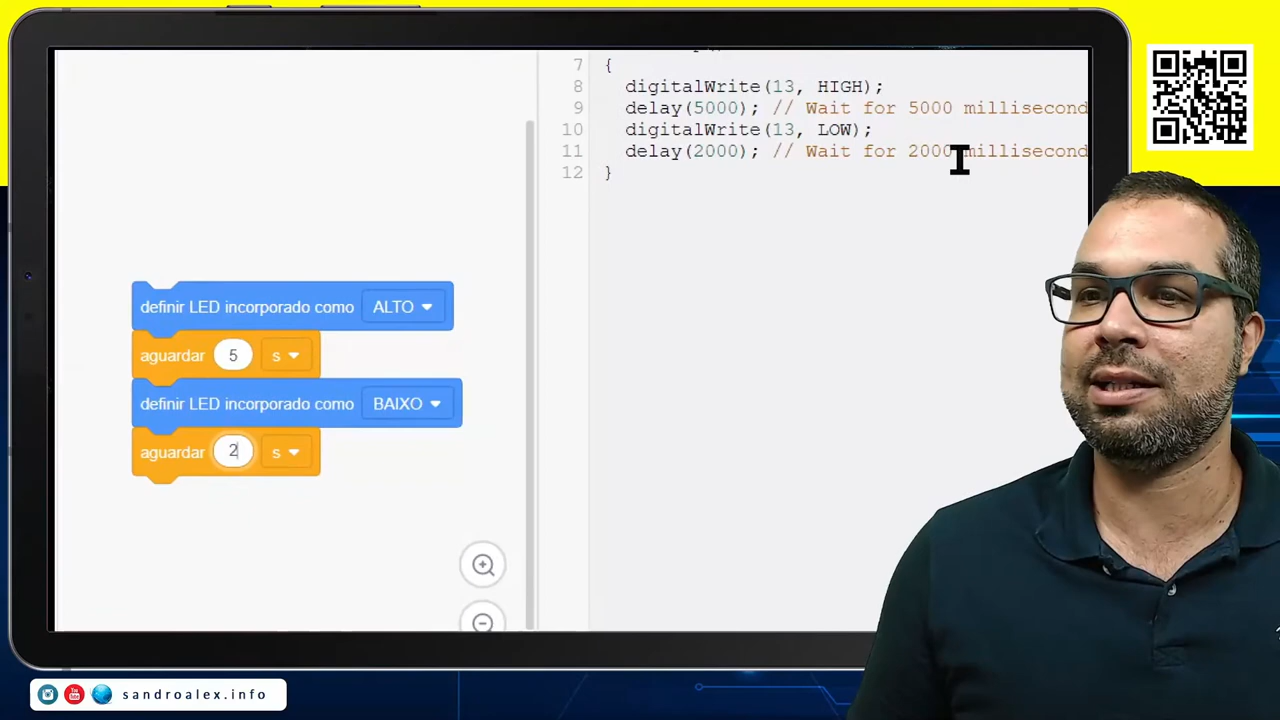 definir LED incorporado como ALTO
aguardar 5 s
definir LED incorporado como BAIXO
aguardar 2 s
7 {
8 digitalWrite(13, HIGH);
9 delay(5000); // Wait for 5000 millisecond
10 digitalWrite(13, LOW);
11 delay(2000); // Wait for 2000 millisecond
12 }
sandroalex.info